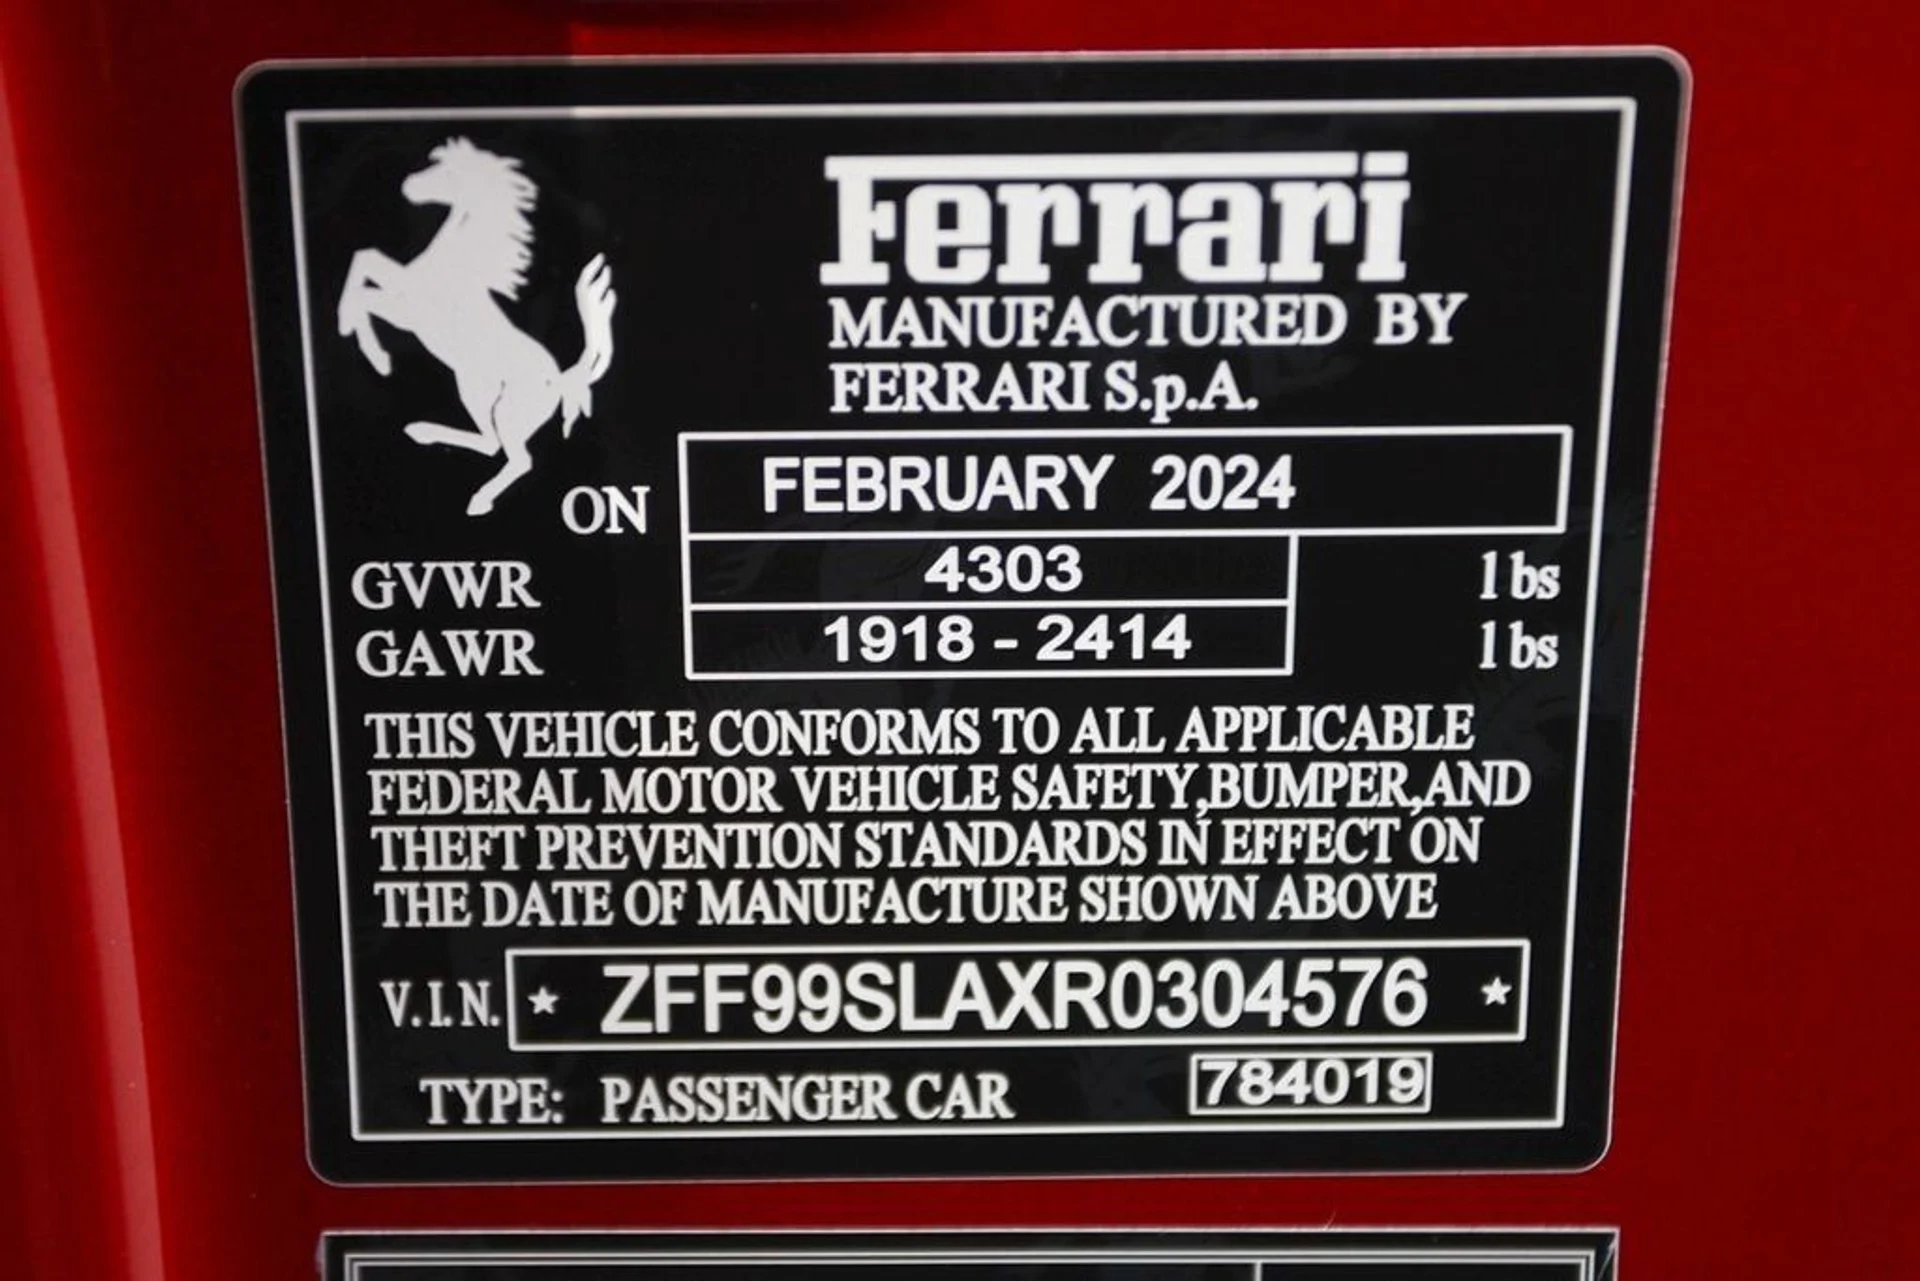 Ferrari
MANUFACTURED BY
FERRARI S.p.A.
ON FEBRUARY 2024
GVWR 4303 lbs
GAWR 1918 - 2414 lbs
THIS VEHICLE CONFORMS TO ALL APPLICABLE
FEDERAL MOTOR VEHICLE SAFETY,BUMPER,AND
THEFT PREVENTION STANDARDS IN EFFECT ON
THE DATE OF MANUFACTURE SHOWN ABOVE
V.I.N. ★ ZFF99SLAXR0304576 ★
TYPE: PASSENGER CAR 784019